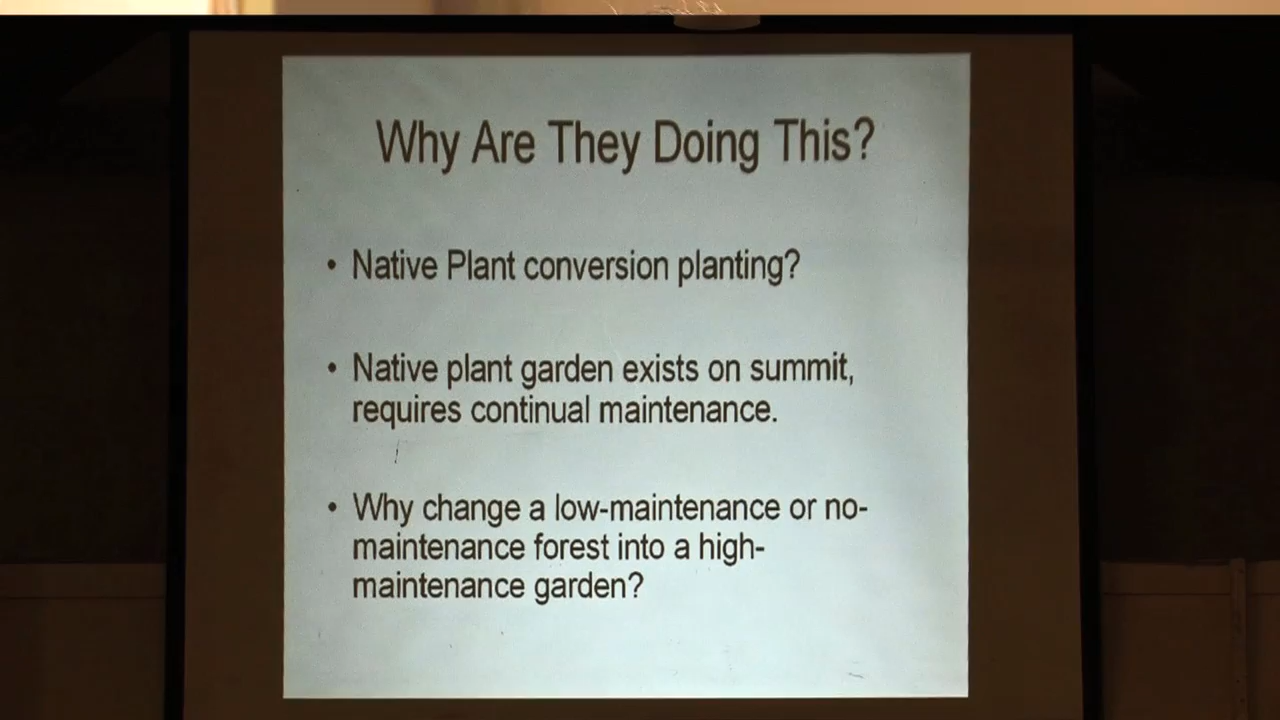 Why Are They Doing This?
• Native Plant conversion planting?
• Native plant garden exists on summit,
requires continual maintenance.
• Why change a low-maintenance or no-
maintenance forest into a high-
maintenance garden?